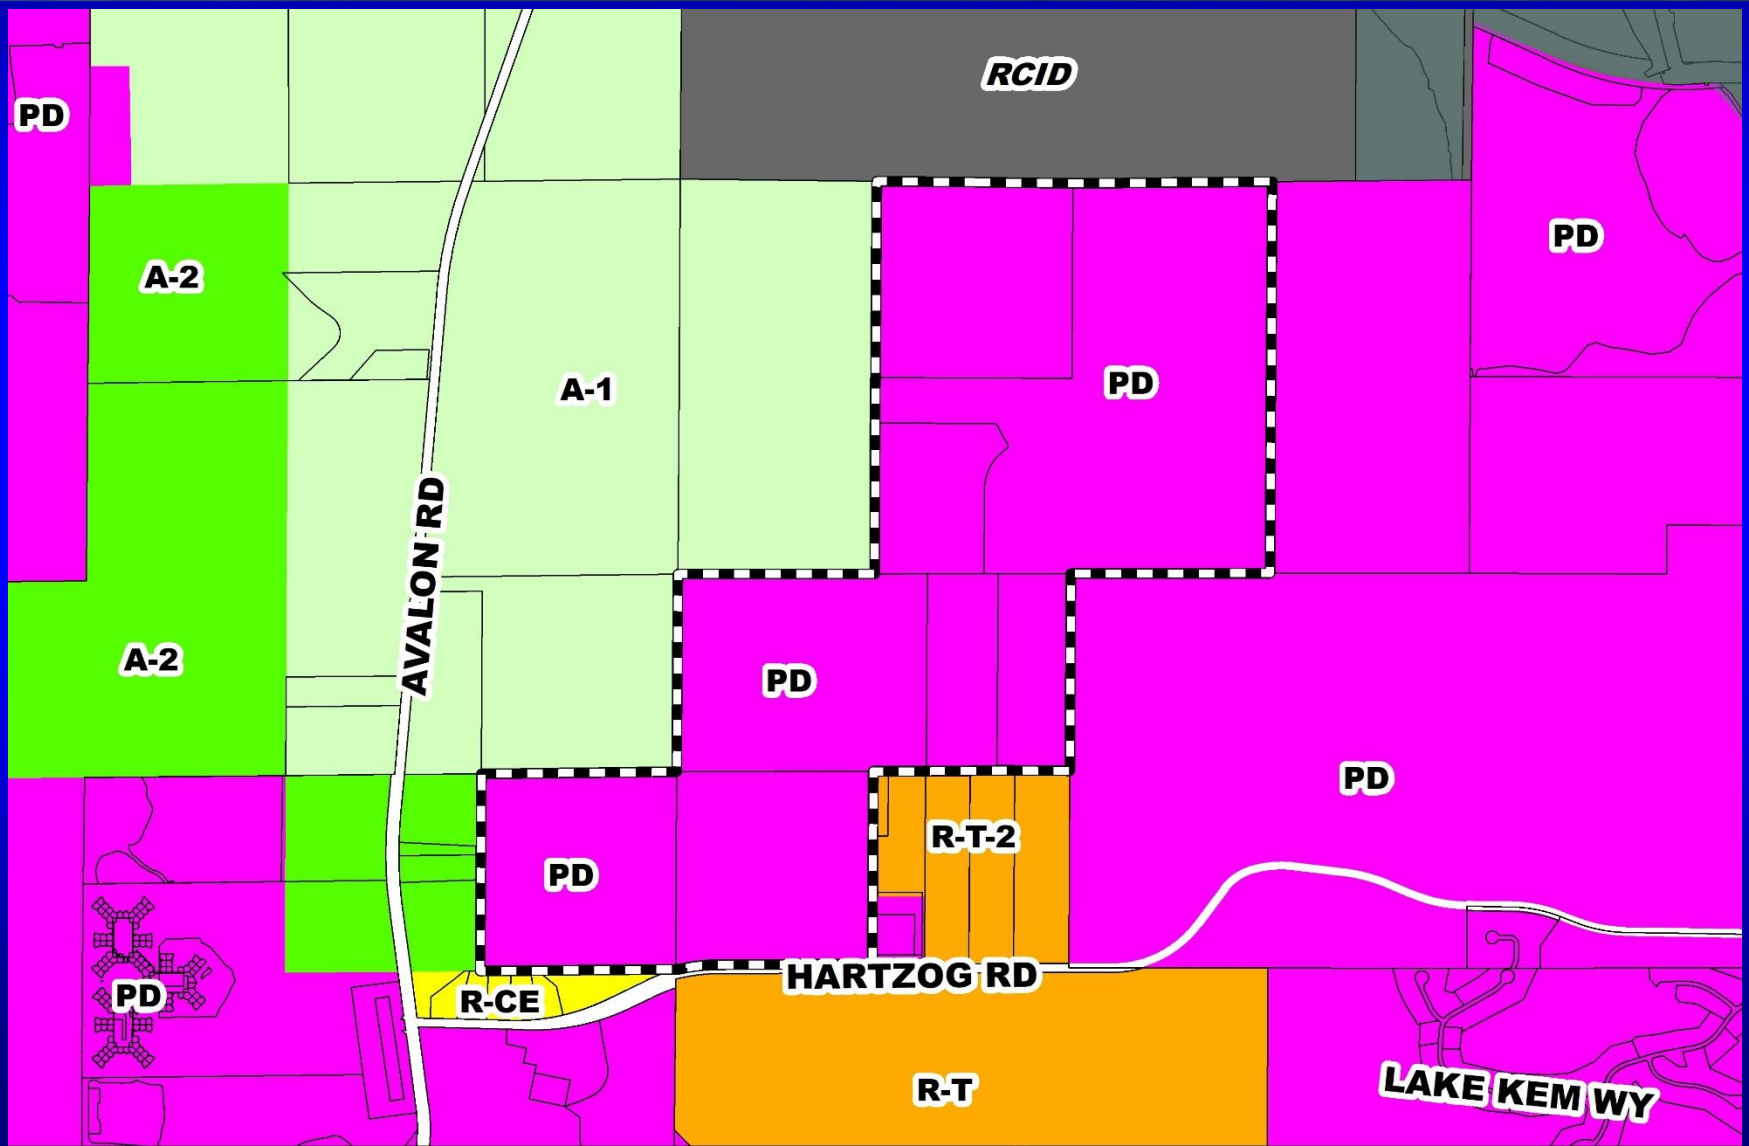 RCID
PD
PD
A-2
A-1
PD
AVALON RD
A-2
PD
PD
R-T-2
PD
HARTZOG RD
PD
R-CE
R-T
LAKE KEM WY